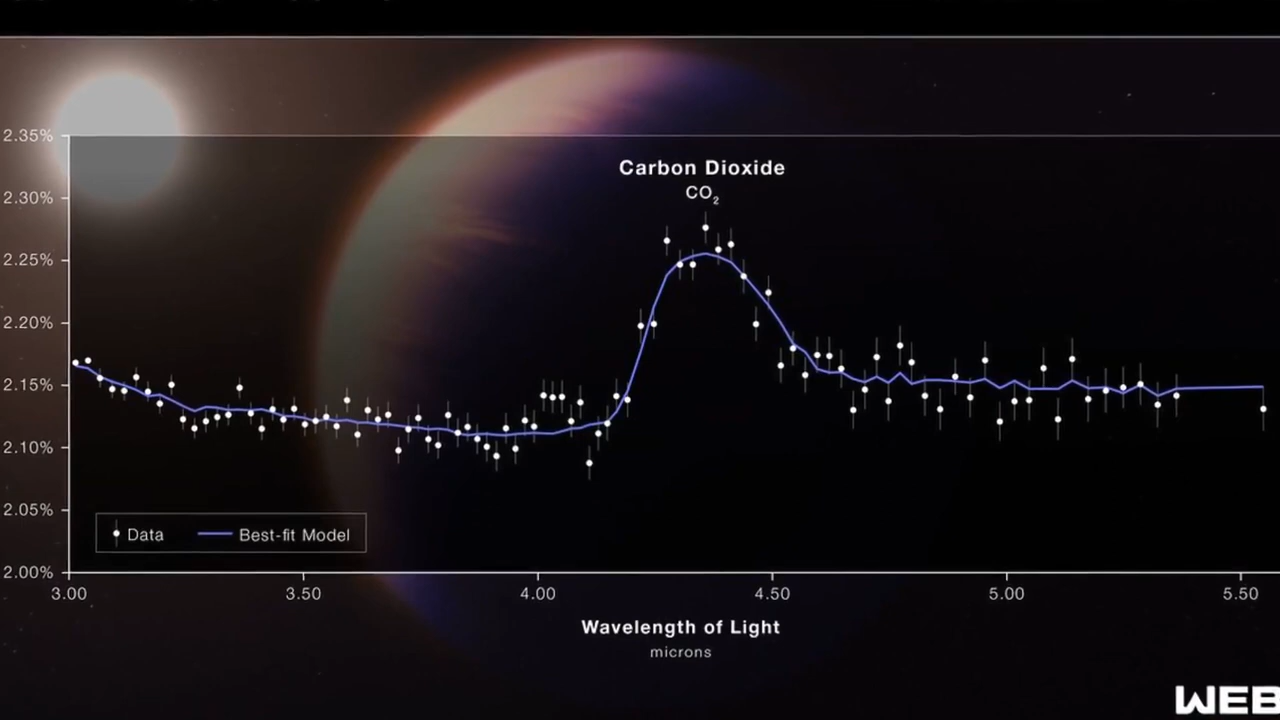 2.35%
Carbon Dioxide
CO₂
2.30%
2.25%
2.20%
2.15%
2.10%
2.05%
Data Best-fit Model
2.00%
3.00 3.50 4.00 4.50 5.00 5.50
Wavelength of Light
microns
WEB